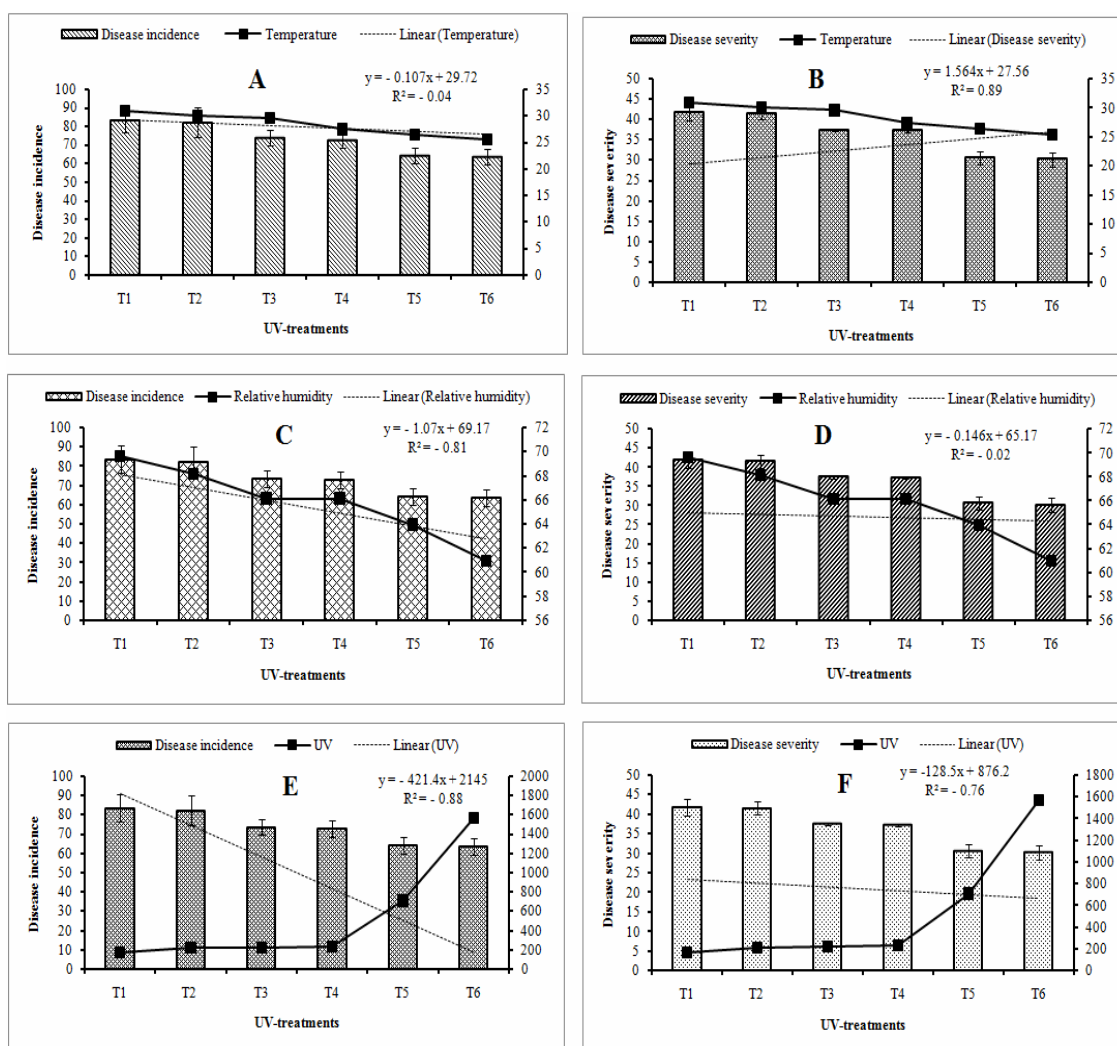 Disease incidence Temperature Linear (Temperature)
A
y = - 0.107x + 29.72
R² = - 0.04
Disease incidence
100
90
80
70
60
50
40
30
20
10
0
35
30
25
20
15
10
5
0
T1 T2 T3 T4 T5 T6
UV-treatments
Disease severity Temperature Linear (Disease severity)
B
y = 1.564x + 27.56
R² = 0.89
Disease severity
50
45
40
35
30
25
20
15
10
5
0
35
30
25
20
15
10
5
0
T1 T2 T3 T4 T5 T6
UV-treatments
Disease incidence Relative humidity Linear (Relative humidity)
C
y = - 1.07x + 69.17
R² = - 0.81
Disease incidence
100
90
80
70
60
50
40
30
20
10
0
72
70
68
66
64
62
60
58
56
T1 T2 T3 T4 T5 T6
UV-treatments
Disease severity Relative humidity Linear (Relative humidity)
D
y = - 0.146x + 65.17
R² = - 0.02
Disease severity
50
45
40
35
30
25
20
15
10
5
0
72
70
68
66
64
62
60
58
56
T1 T2 T3 T4 T5 T6
UV-treatments
Disease incidence UV Linear (UV)
E
y = - 421.4x + 2145
R² = - 0.88
Disease incidence
100
90
80
70
60
50
40
30
20
10
0
2000
1800
1600
1400
1200
1000
800
600
400
200
0
T1 T2 T3 T4 T5 T6
UV-treatments
Disease severity UV Linear (UV)
F
y = -128.5x + 876.2
R² = - 0.76
Disease severity
50
45
40
35
30
25
20
15
10
5
0
1800
1600
1400
1200
1000
800
600
400
200
0
T1 T2 T3 T4 T5 T6
UV-treatments